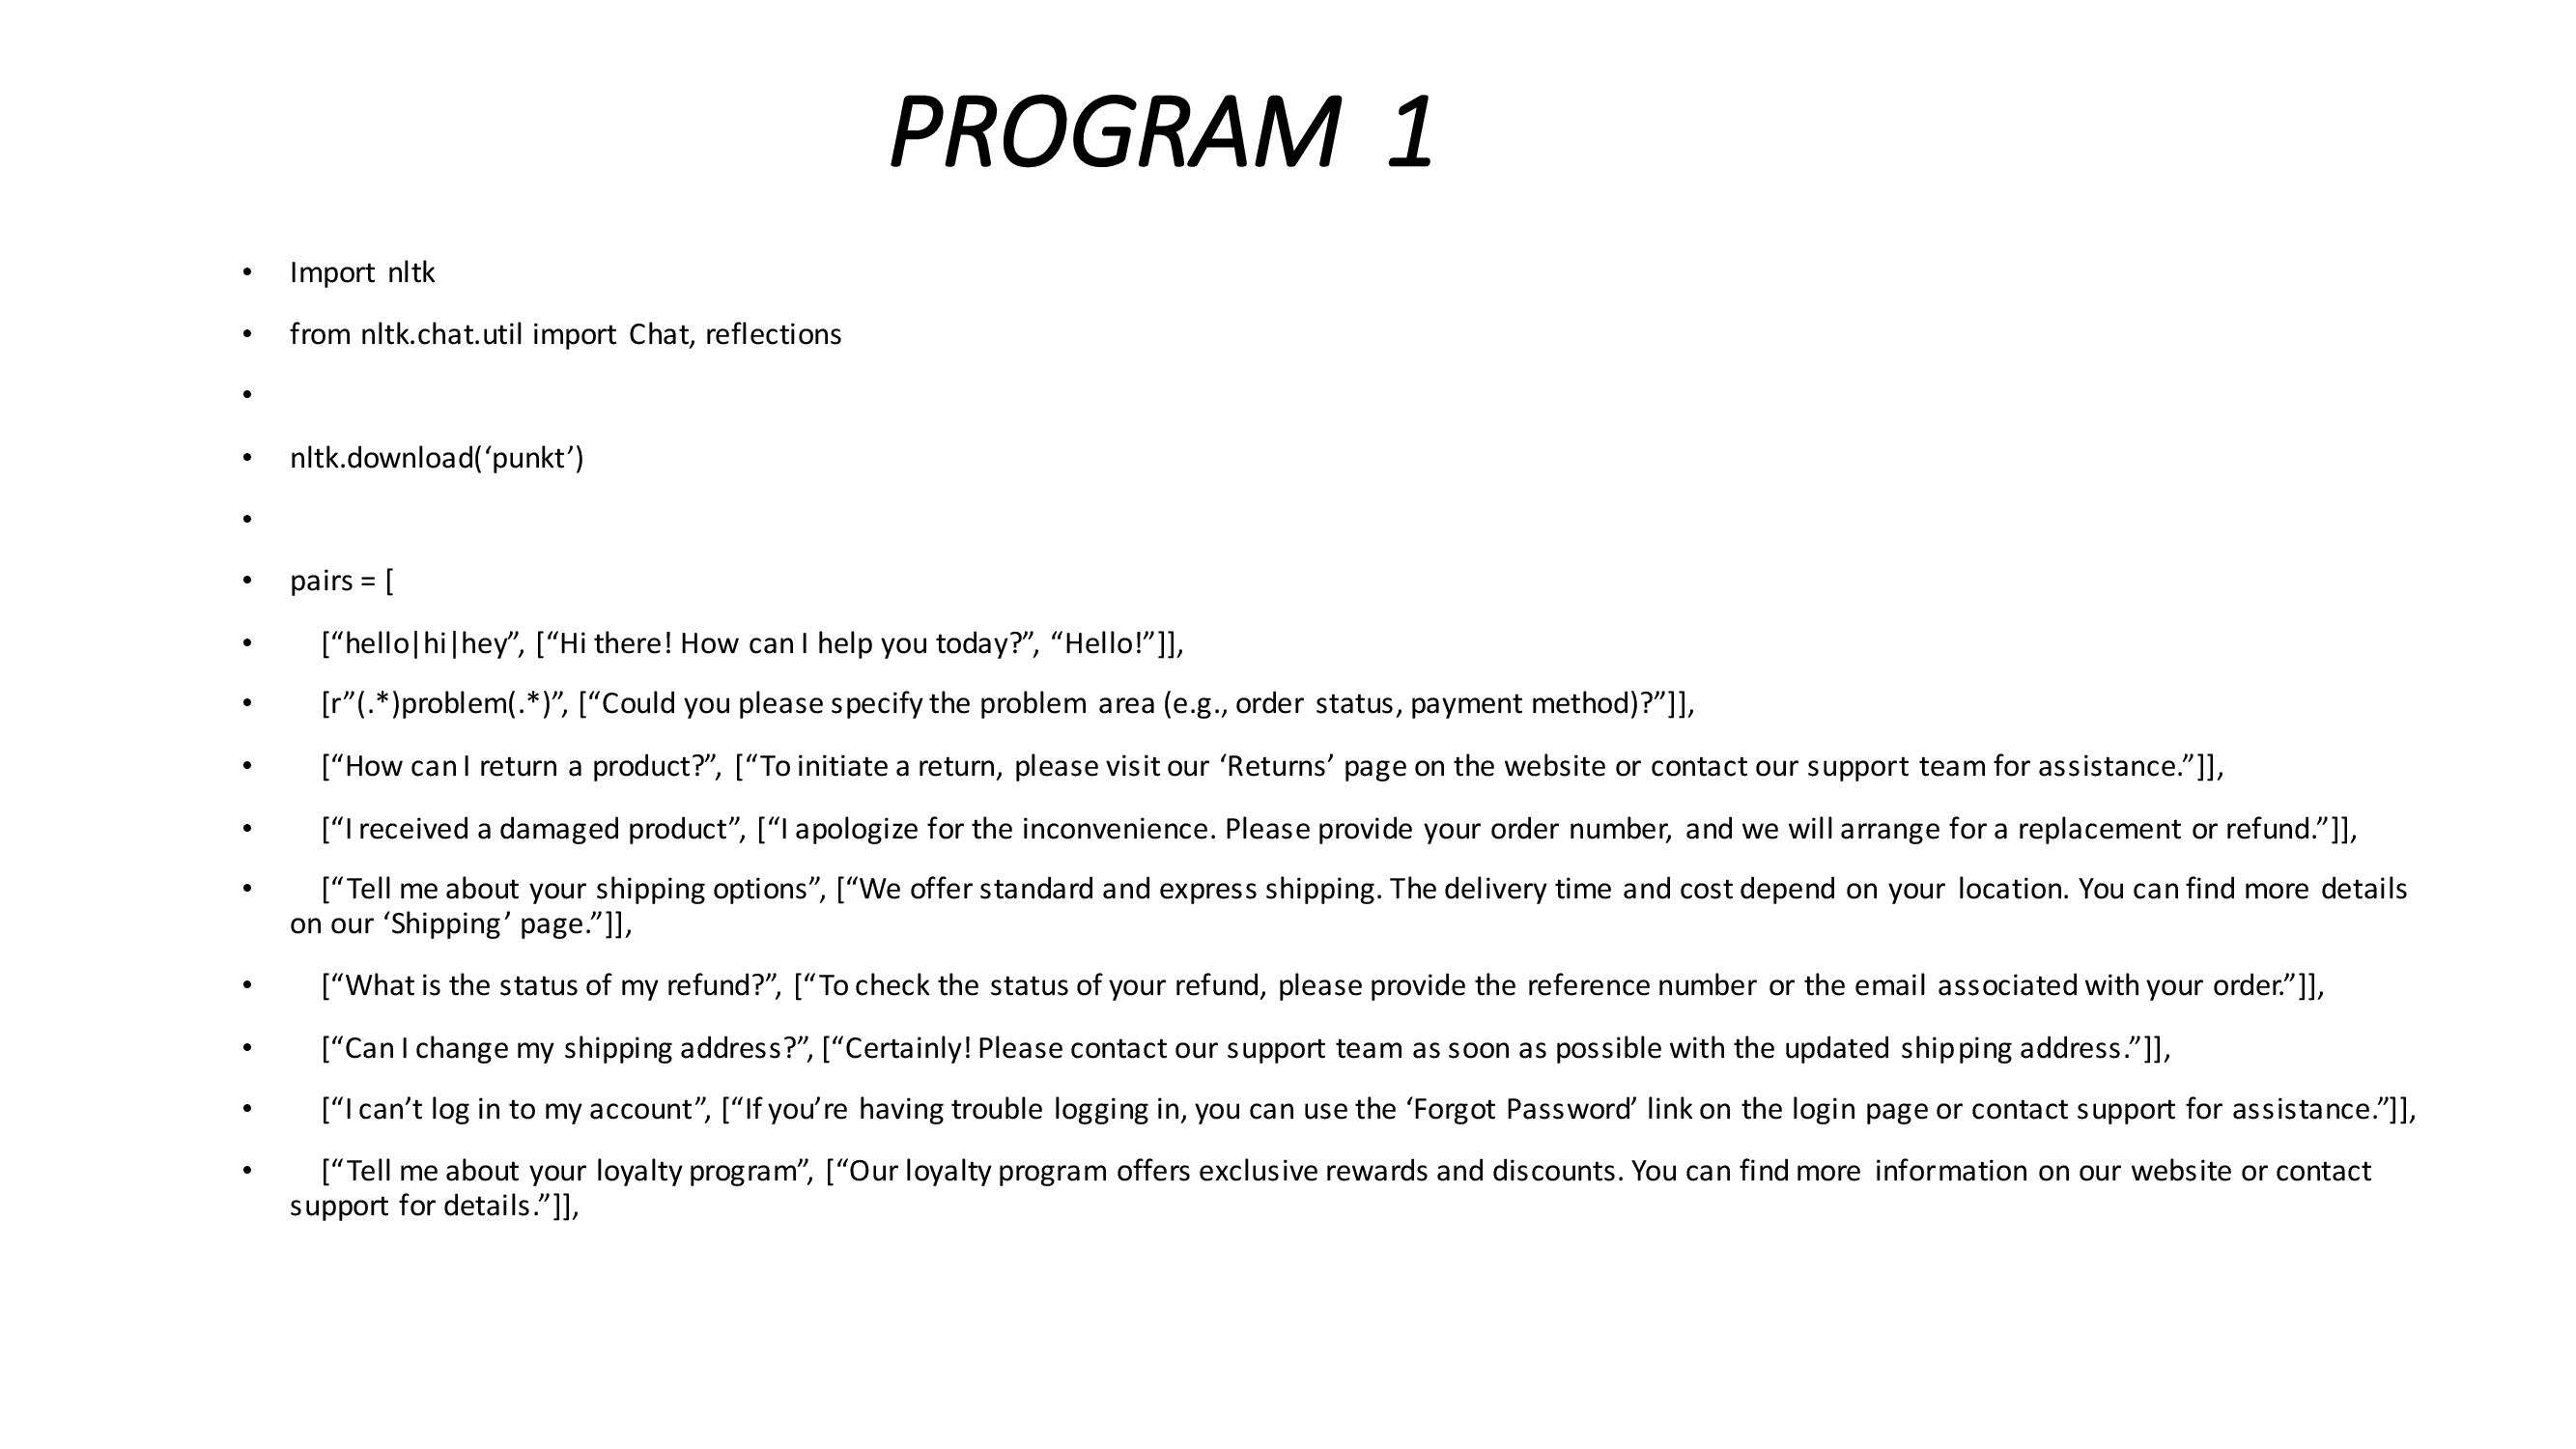 PROGRAM 1
• Import nltk
• from nltk.chat.util import Chat, reflections
•
• nltk.download(‘punkt’)
•
• pairs = [
• [“hello|hi|hey”, [“Hi there! How can I help you today?”, “Hello!”]],
• [r”(.*)problem(.*)”, [“Could you please specify the problem area (e.g., order status, payment method)?”]],
• [“How can I return a product?”, [“To initiate a return, please visit our ‘Returns’ page on the website or contact our support team for assistance.”]],
• [“I received a damaged product”, [“I apologize for the inconvenience. Please provide your order number, and we will arrange for a replacement or refund.”]],
• [“Tell me about your shipping options”, [“We offer standard and express shipping. The delivery time and cost depend on your location. You can find more details
on our ‘Shipping’ page.”]],
• [“What is the status of my refund?”, [“To check the status of your refund, please provide the reference number or the email associated with your order.”]],
• [“Can I change my shipping address?”, [“Certainly! Please contact our support team as soon as possible with the updated shipping address.”]],
• [“I can’t log in to my account”, [“If you’re having trouble logging in, you can use the ‘Forgot Password’ link on the login page or contact support for assistance.”]],
• [“Tell me about your loyalty program”, [“Our loyalty program offers exclusive rewards and discounts. You can find more information on our website or contact
support for details.”]],